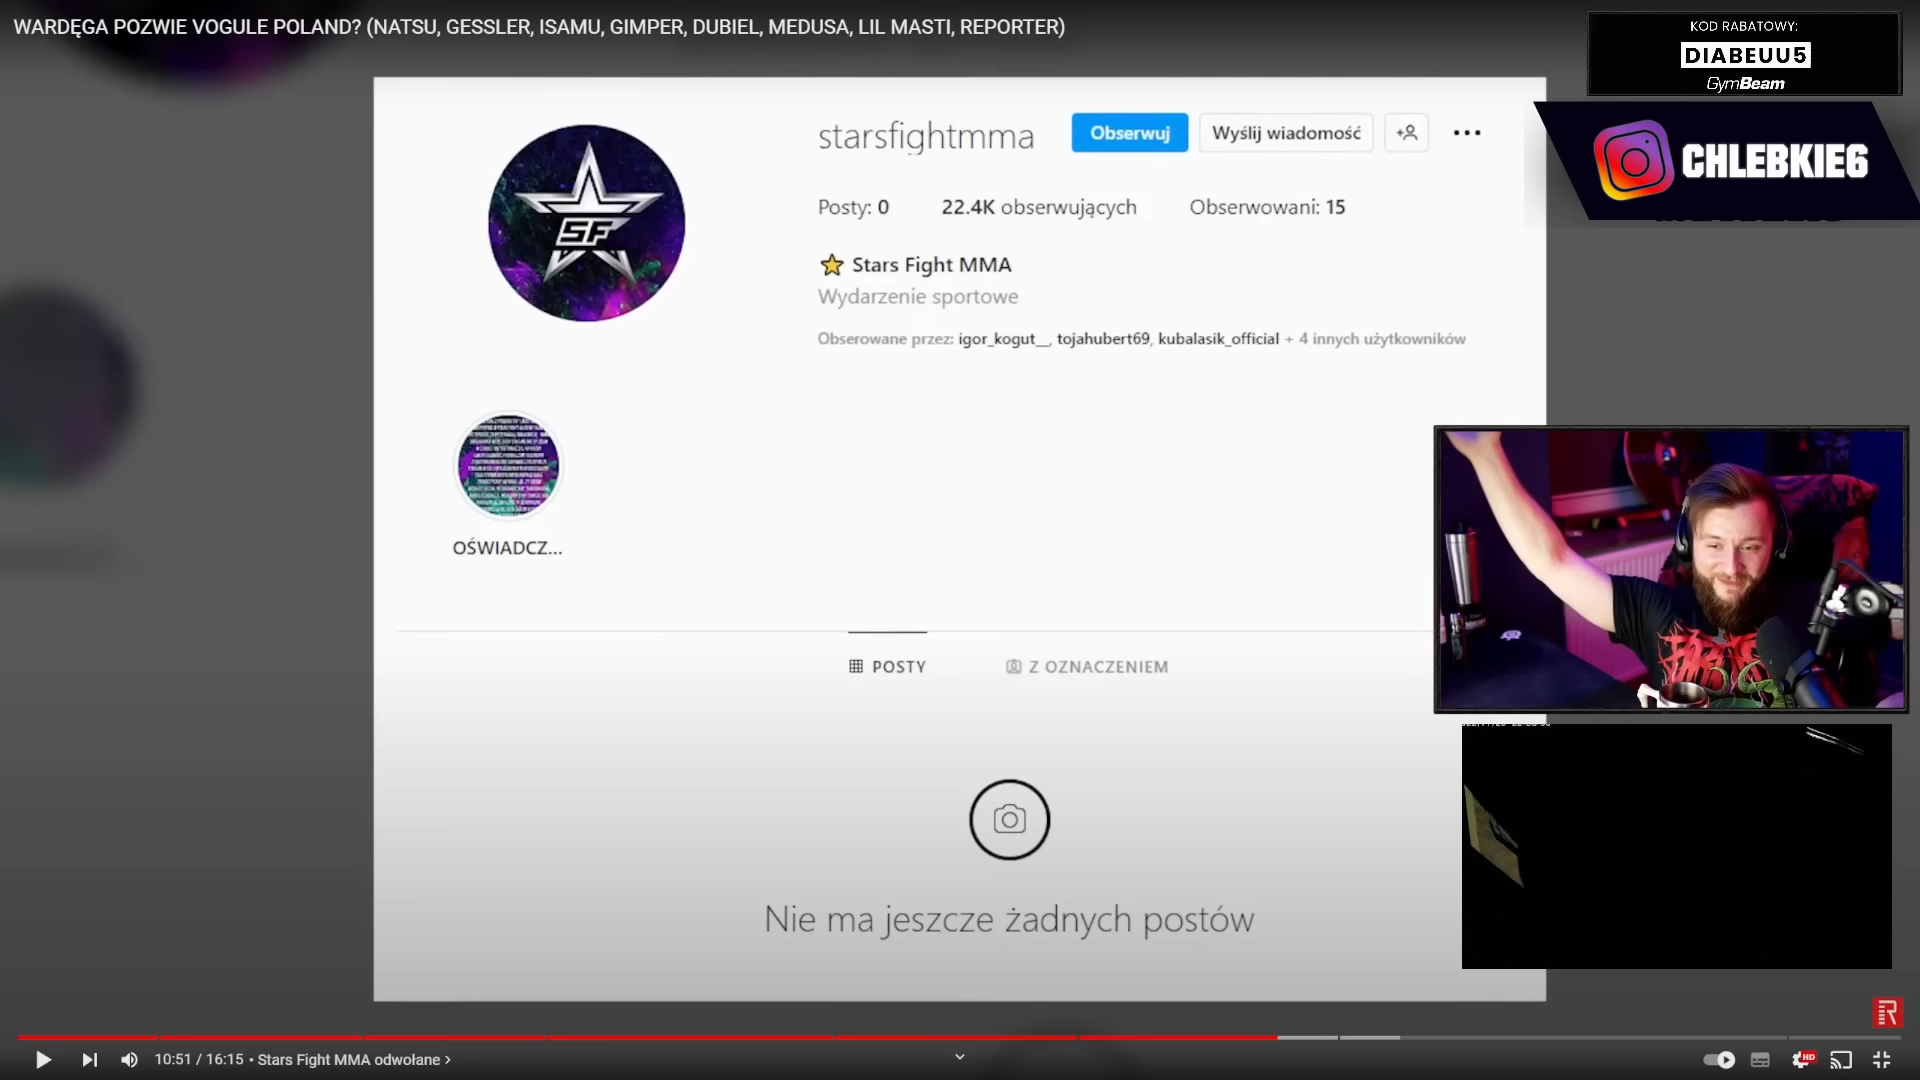 WARDĘGA POZWIE VOGULE POLAND? (NATSU, GESSLER, ISAMU, GIMPER, DUBIEL, MEDUSA, LIL MASTI, REPORTER)
KOD RABATOWY:
DIABEUU5
GymBeam
CHLEBKIE6
starsfightmma
Obserwuj
Wyślij wiadomość
Posty: 0
22.4K obserwujących
Obserwowani: 15
Stars Fight MMA
Wydarzenie sportowe
Obserowane przez: igor_kogut__, tojahubert69, kubalasik_official + 4 innych użytkowników
SF
OŚWIADCZ...
POSTY
Z OZNACZENIEM
Nie ma jeszcze żadnych postów
R
10:51 / 16:15 • Stars Fight MMA odwołane >
HD